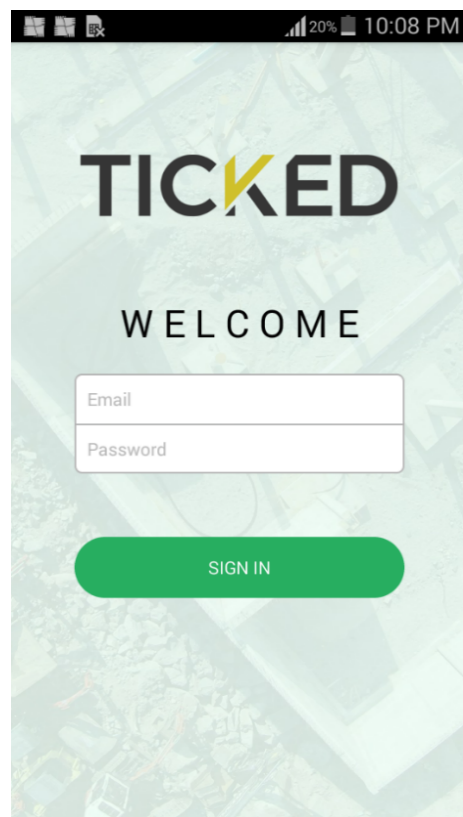 20% 10:08 PM
TICKED
WELCOME
Email
Password
SIGN IN